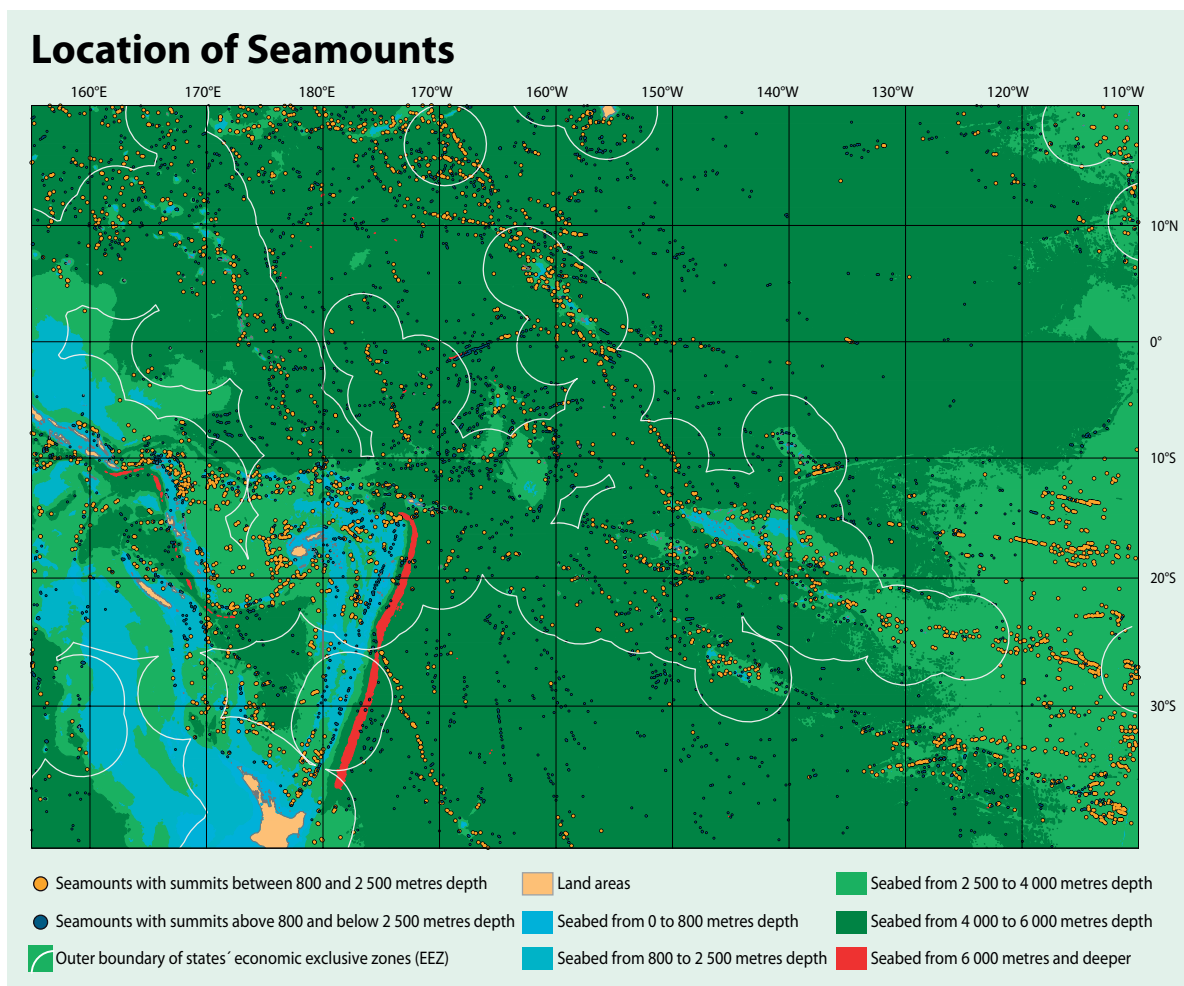 Location of Seamounts
160°E 170°E 180°E 170°W 160°W 150°W 140°W 130°W 120°W 110°W
10°N
0°
10°S
20°S
30°S
Seamounts with summits between 800 and 2 500 metres depth
Land areas
Seabed from 2 500 to 4 000 metres depth
Seamounts with summits above 800 and below 2 500 metres depth
Seabed from 0 to 800 metres depth
Seabed from 4 000 to 6 000 metres depth
Outer boundary of states´ economic exclusive zones (EEZ)
Seabed from 800 to 2 500 metres depth
Seabed from 6 000 metres and deeper